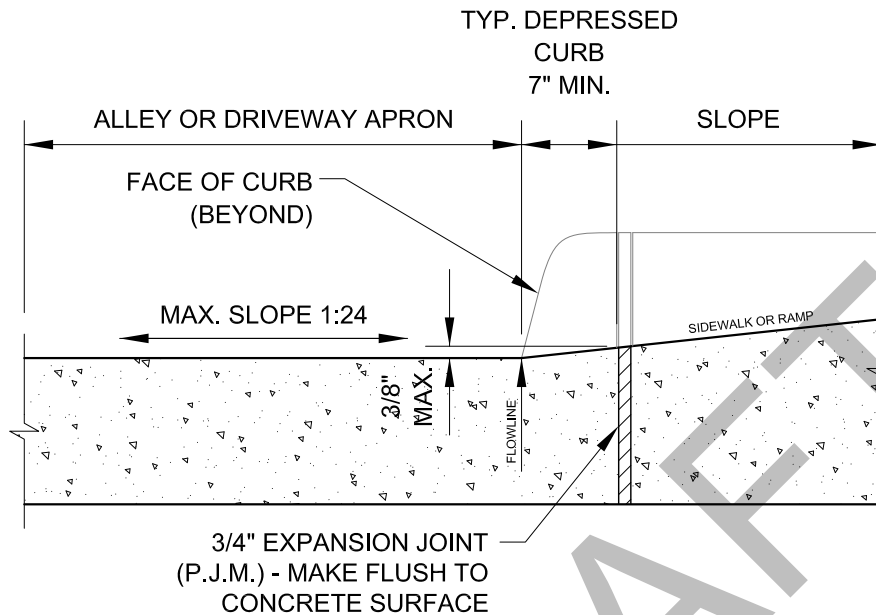 TYP. DEPRESSED
CURB
7" MIN.
ALLEY OR DRIVEWAY APRON
SLOPE
FACE OF CURB
(BEYOND)
MAX. SLOPE 1:24
SIDEWALK OR RAMP
3/8"
MAX.
FLOWLINE
3/4" EXPANSION JOINT
(P.J.M.) - MAKE FLUSH TO
CONCRETE SURFACE
AFT